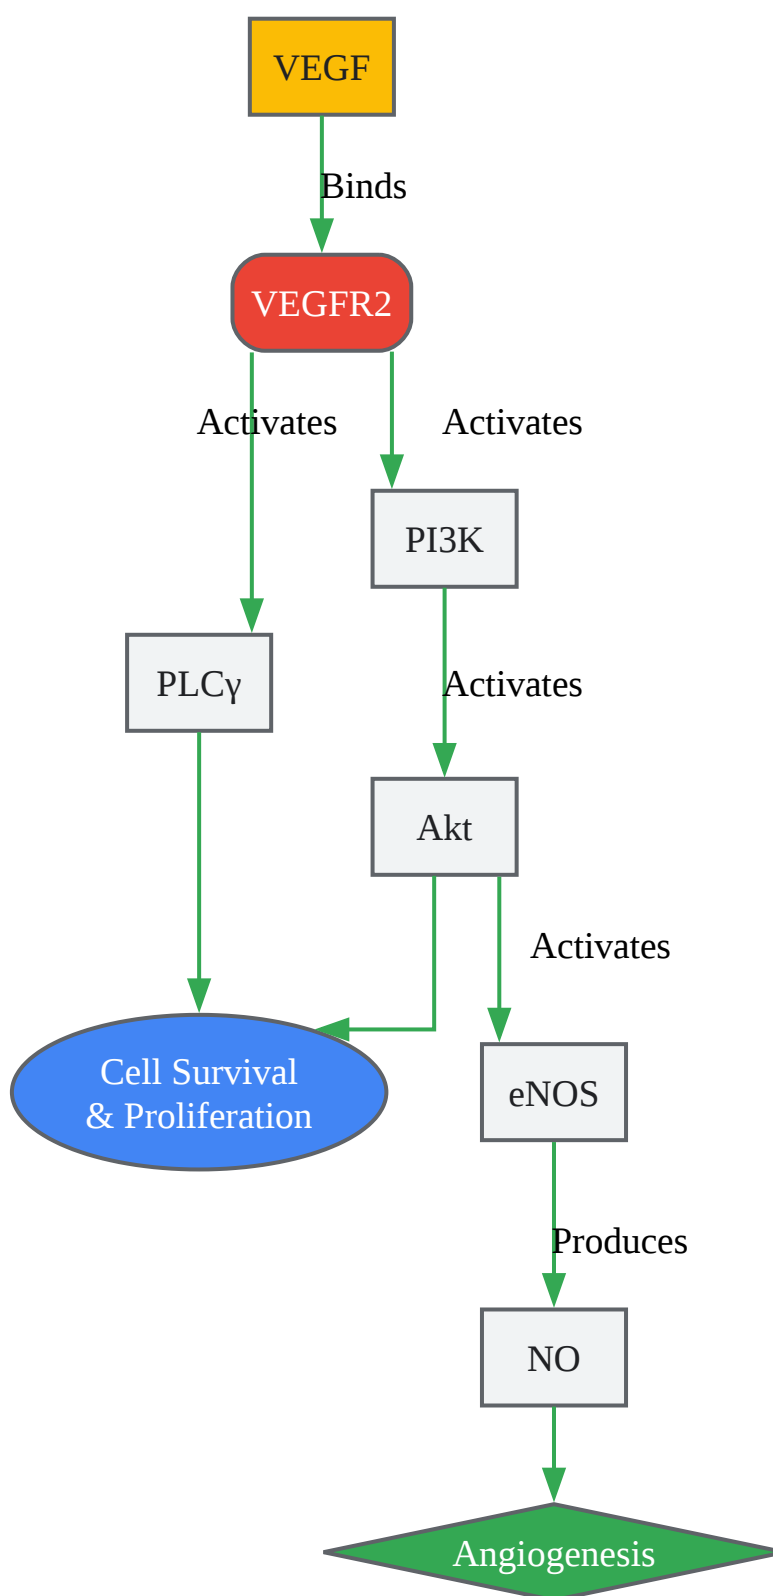 VEGF
Binds
VEGFR2
Activates
Activates
PI3K
PLCγ
Activates
Akt
Activates
Cell Survival
& Proliferation
eNOS
Produces
NO
Angiogenesis